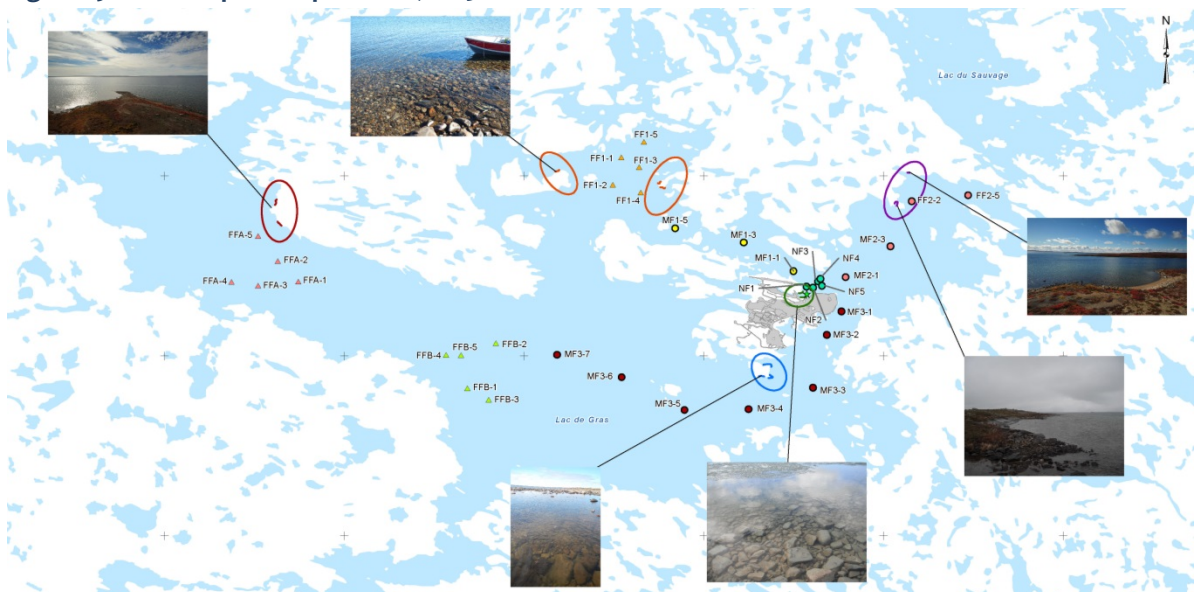 N
Lac du Sauvage
FF1-5
FF1-1
FF1-3
FF1-2
FF1-4
FF2-2
FF2-5
MF1-5
MF1-3
MF2-3
FFA-5
FFA-2
FFA-4
FFA-3
FFA-1
MF1-1
NF3
NF4
MF2-1
NF1
NF5
NF2
MF3-1
MF3-2
FFB-2
FFB-5
FFB-4
MF3-7
MF3-6
MF3-3
FFB-1
FFB-3
MF3-5
MF3-4
Lac de Gras